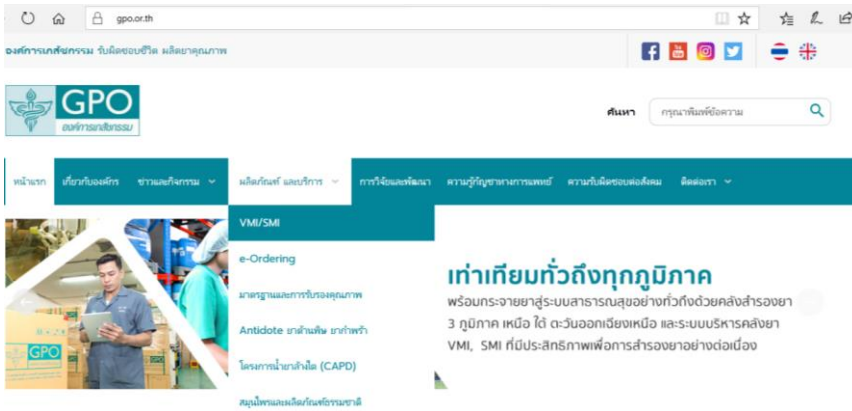 gpo.or.th
องค์การเภสัชกรรม รับผิดชอบชีวิต ผลิตยาคุณภาพ
GPO
องค์การเภสัชกรรม
ค้นหา
กรุณาพิมพ์ข้อความ
หน้าแรก เกี่ยวกับองค์กร ข่าวและกิจกรรม ผลิตภัณฑ์ และบริการ การวิจัยและพัฒนา ความรู้กัญชาทางการแพทย์ ความรับผิดชอบต่อสังคม ติดต่อเรา
VMI/SMI
e-Ordering
มาตรฐานและการรับรองคุณภาพ
Antidote ยาต้านพิษ ยากำพร้า
โครงการน้ำยาล้างไต (CAPD)
สมุนไพรและผลิตภัณฑ์ธรรมชาติ
เท่าเทียมทั่วถึงทุกภูมิภาค
พร้อมกระจายยาสู่ระบบสาธารณสุขอย่างทั่วถึงด้วยคลังสำรองยา
3 ภูมิภาค เหนือ ใต้ ตะวันออกเฉียงเหนือ และระบบบริหารคลังยา
VMI, SMI ที่มีประสิทธิภาพเพื่อการสำรองยาอย่างต่อเนื่อง
GPO